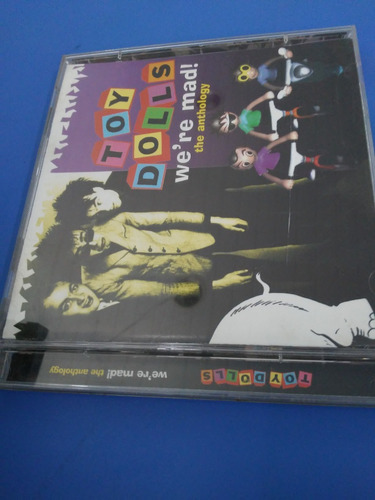 TOY
DOLLS
we're mad!
the anthology
we're mad! the anthology
TOY DOLLS